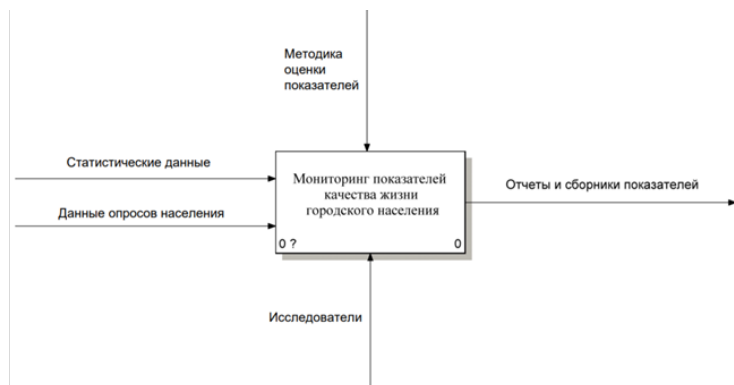 Методика
оценки
показателей
Статистические данные
Данные опросов населения
Мониторинг показателей
качества жизни
городского населения
0 ?
0
Отчеты и сборники показателей
Исследователи